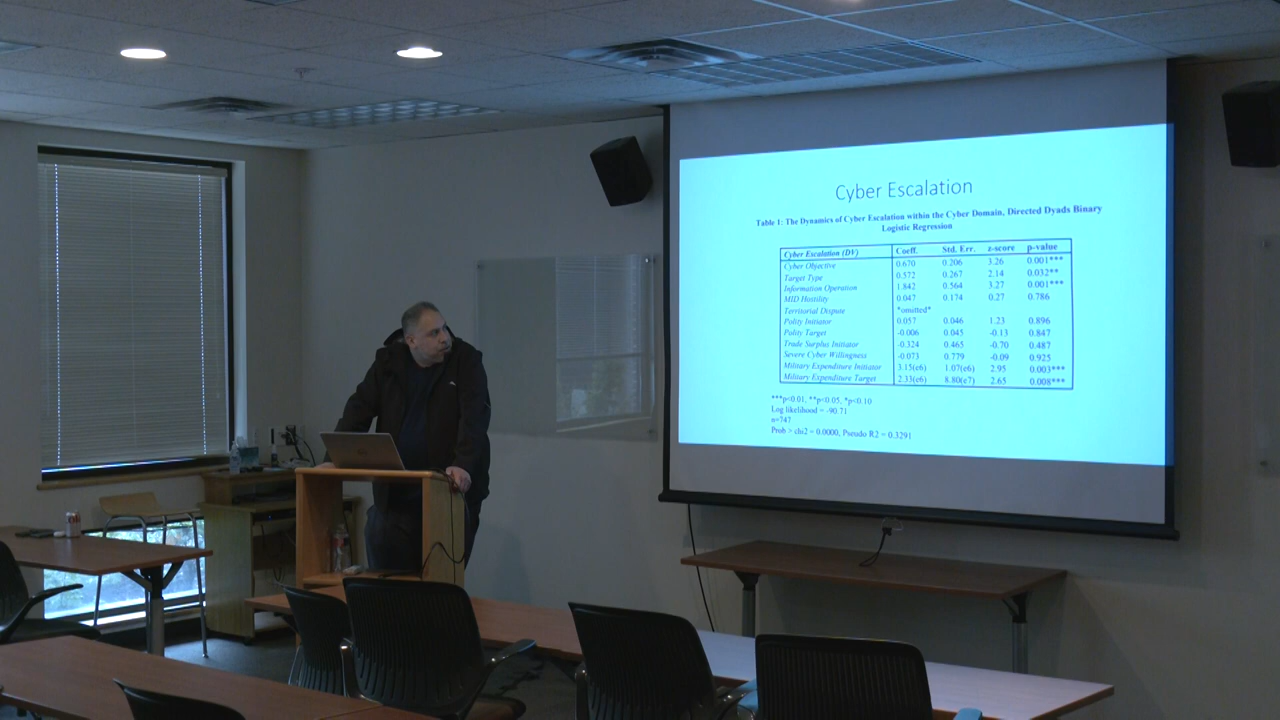 Cyber Escalation
Table 1: The Dynamics of Cyber Escalation within the Cyber Domain, Directed Dyads Binary
Logistic Regression
Cyber Escalation (DV) Coeff. Std. Err. z-score p-value
Cyber Objective 0.670 0.206 3.26 0.001***
Target Type 0.572 0.267 2.14 0.032**
Information Operation 1.842 0.564 3.27 0.001***
MID Hostility 0.047 0.174 0.27 0.786
Territorial Dispute *omitted*
Polity Initiator 0.057 0.046 1.23 0.896
Polity Target -0.006 0.045 -0.13 0.847
Trade Surplus Initiator -0.324 0.465 -0.70 0.487
Severe Cyber Willingness -0.073 0.779 -0.09 0.925
Military Expenditure Initiator 3.15(e6) 1.07(e6) 2.95 0.003***
Military Expenditure Target 2.33(e6) 8.80(e7) 2.65 0.008***
***p<0.01, **p<0.05, *p<0.10
Log likelihood = -90.71
n=747
Prob > chi2 = 0.0000, Pseudo R2 = 0.3291